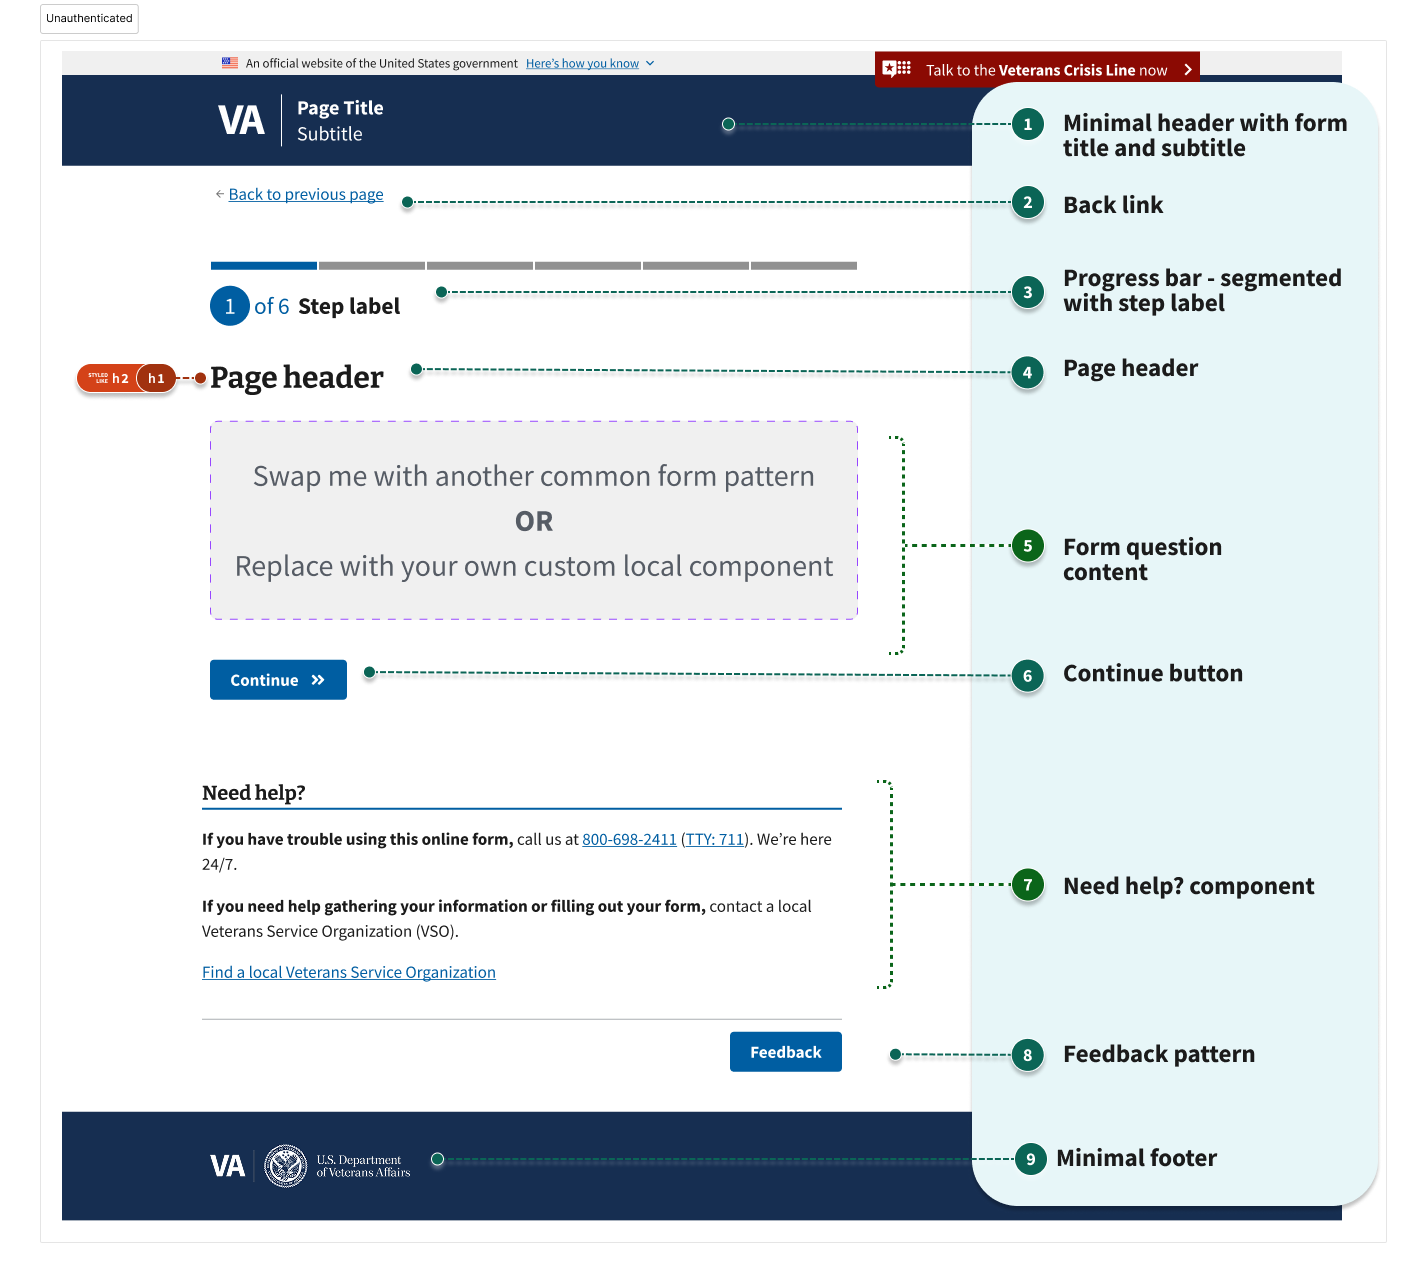 Unauthenticated
An official website of the United States government Here's how you know
Talk to the Veterans Crisis Line now
VA
Page Title
Subtitle
1 Minimal header with form
title and subtitle
← Back to previous page
2 Back link
3 Progress bar - segmented
with step label
1 of 6 Step label
STYLED
LIKE h2 h1
Page header
4 Page header
Swap me with another common form pattern
OR
Replace with your own custom local component
5 Form question
content
Continue
6 Continue button
Need help?
If you have trouble using this online form, call us at 800-698-2411 (TTY: 711). We’re here
24/7.
If you need help gathering your information or filling out your form, contact a local
Veterans Service Organization (VSO).
Find a local Veterans Service Organization
7 Need help? component
Feedback
8 Feedback pattern
VA
U.S. Department
of Veterans Affairs
9 Minimal footer